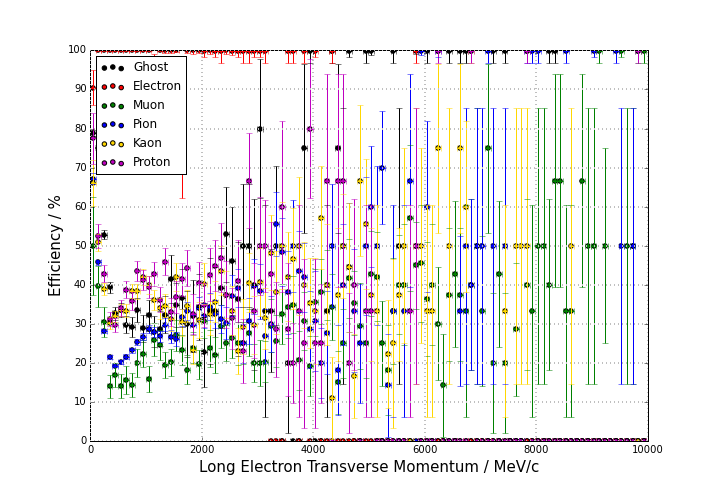 100
90
80
70
60
50
40
30
20
10
0
Efficiency / %
Ghost
Electron
Muon
Pion
Kaon
Proton
0 2000 4000 6000 8000 10000
Long Electron Transverse Momentum / MeV/c